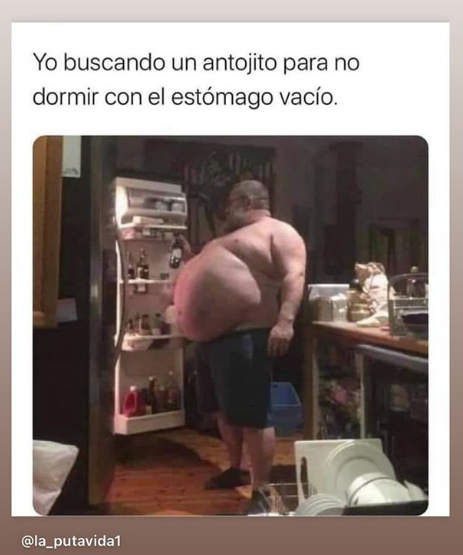 Yo buscando un antojito para no
dormir con el estómago vacío.
@la_putavida1